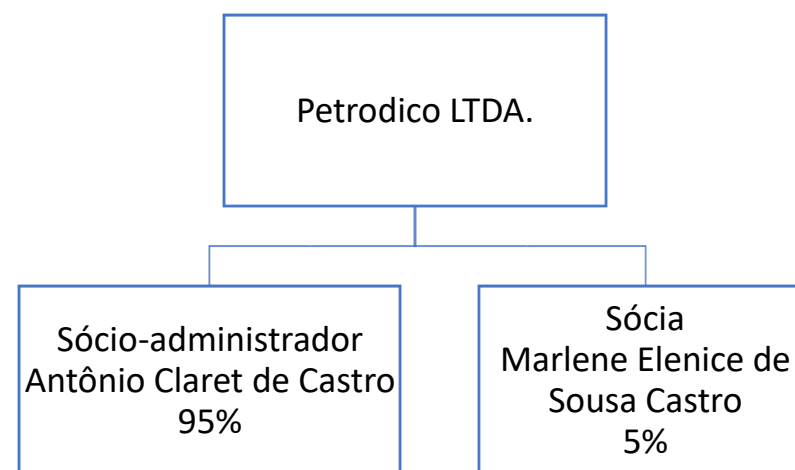 Petrodico LTDA.
Sócio-administrador
Antônio Claret de Castro
95%
Sócia
Marlene Elenice de
Sousa Castro
5%